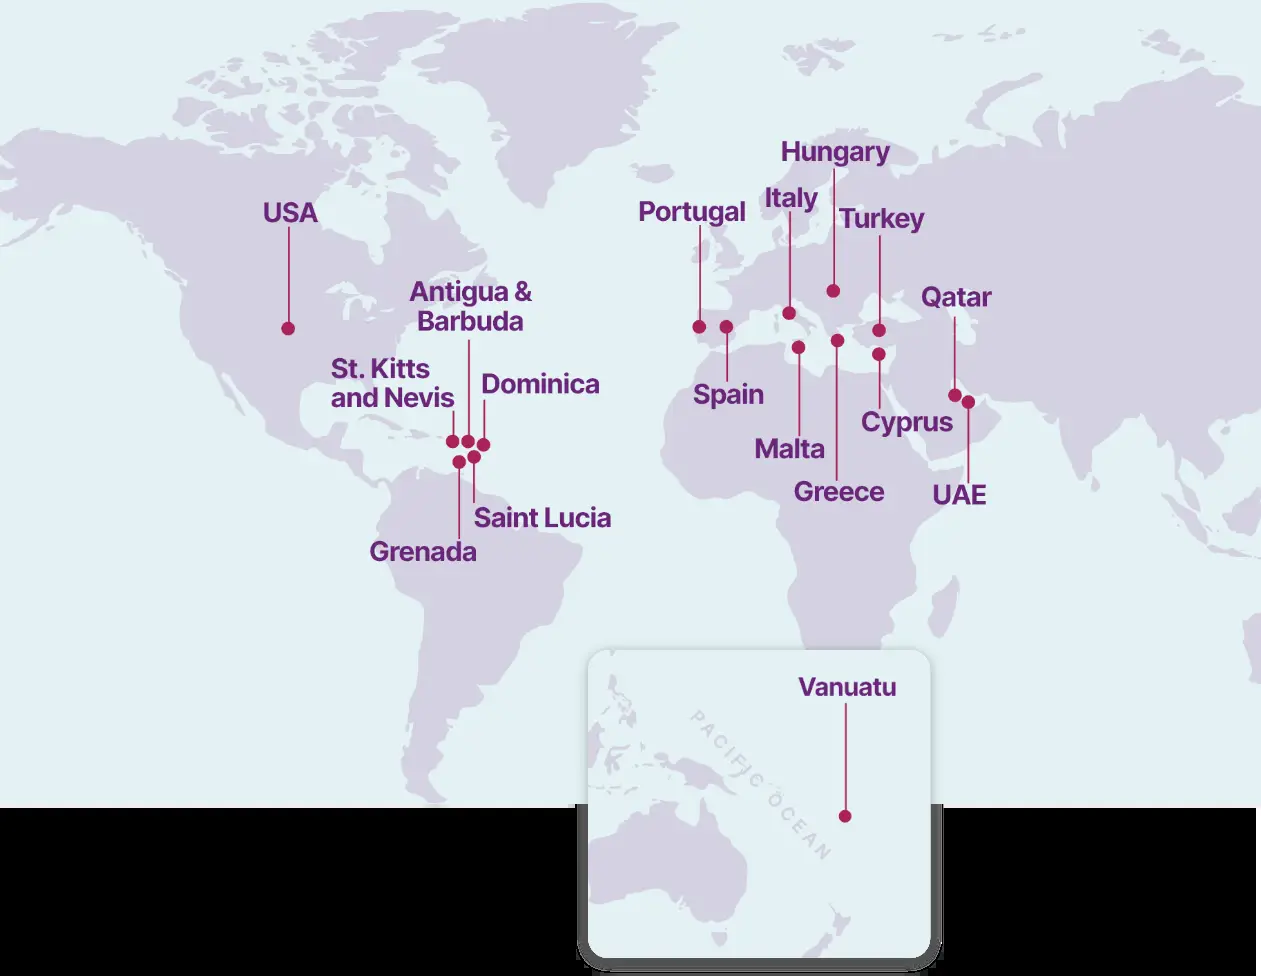 Hungary
Italy
USA
Portugal
Turkey
Antigua &
Barbuda
Qatar
St. Kitts
and Nevis
Dominica
Spain
Cyprus
Malta
Greece
UAE
Saint Lucia
Grenada
Vanuatu
PACIFIC OCEAN